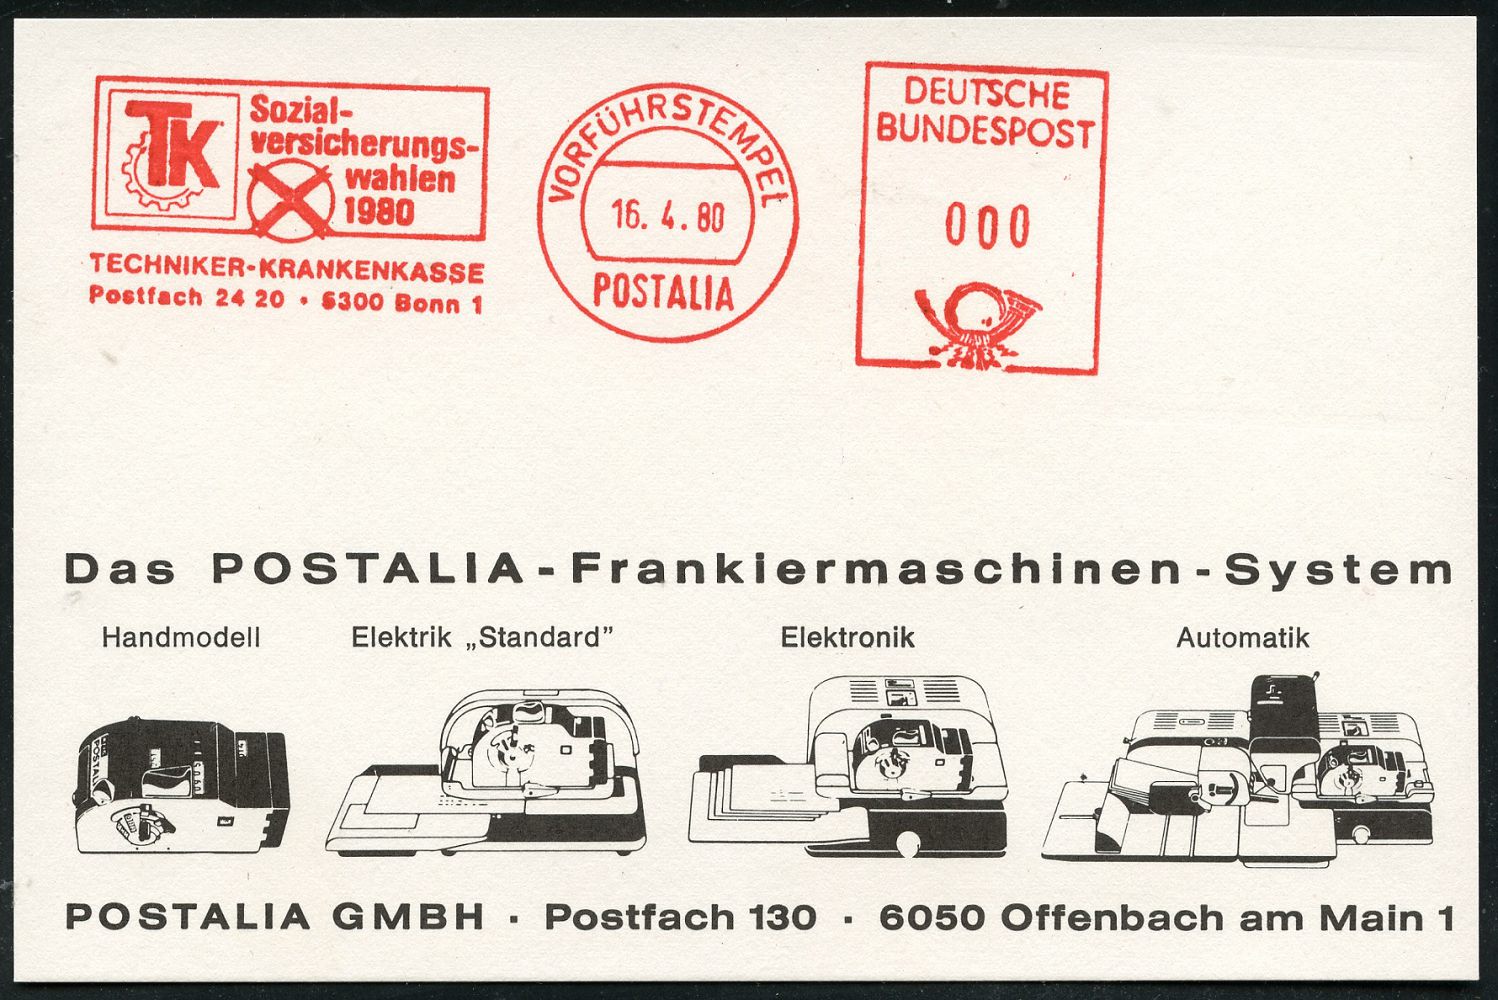 TK
Sozial-
versicherungs-
wahlen
1980
TECHNIKER-KRANKENKASSE
Postfach 24 20 • 5300 Bonn 1
VORFÜHRSTEMPEL
16. 4. 80
POSTALIA
DEUTSCHE
BUNDESPOST
000
Das POSTALIA-Frankiermaschinen-System
Handmodell
Elektrik „Standard”
Elektronik
Automatik
POSTALIA
POSTALIA GMBH · Postfach 130 · 6050 Offenbach am Main 1